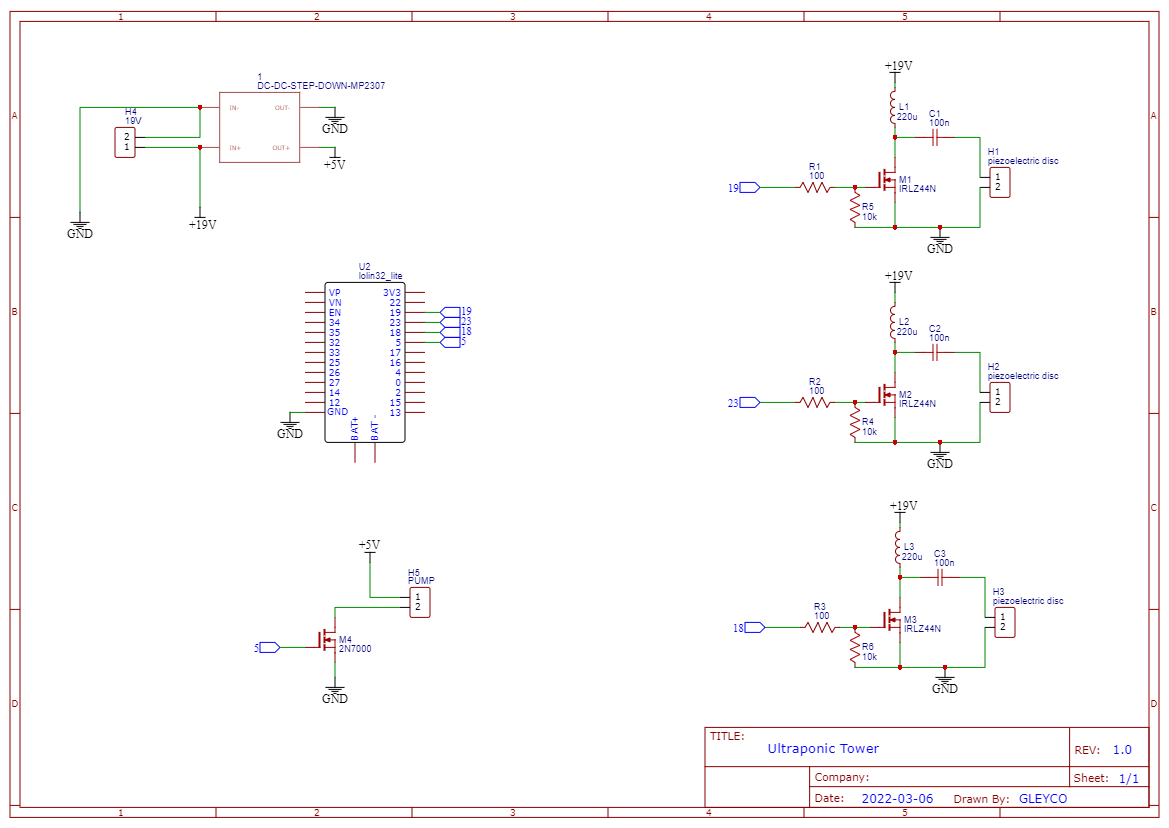 1
2
3
4
5
A
B
C
D
A
B
C
D
1
DC-DC-STEP-DOWN-MP2307
IN-
OUT-
IN+
OUT+
H4
19V
2
1
GND
+19V
GND
+5V
U2
lolin32_lite
VP
VN
EN
34
35
32
33
25
26
27
14
12
GND
3V3
22
19
23
18
5
17
16
4
0
2
15
13
BAT+
BAT -
19
23
18
5
GND
+5V
H5
PUMP
1
2
5
M4
2N7000
GND
+19V
L1
220u
C1
100n
H1
piezoelectric disc
1
2
19
R1
100
M1
IRLZ44N
R5
10k
GND
+19V
L2
220u
C2
100n
H2
piezoelectric disc
1
2
23
R2
100
M2
IRLZ44N
R4
10k
GND
+19V
L3
220u
C3
100n
H3
piezoelectric disc
1
2
18
R3
100
M3
IRLZ44N
R6
10k
GND
TITLE:
Ultraponic Tower
REV: 1.0
Company:
Sheet: 1/1
Date: 2022-03-06 Drawn By: GLEYCO
1
2
3
4
5